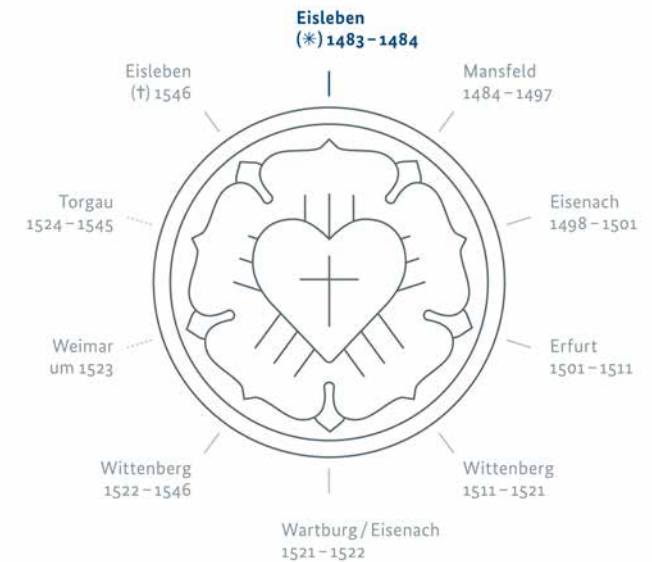 Eisleben
(✳) 1483 – 1484
Mansfeld
1484 – 1497
Eisenach
1498 – 1501
Erfurt
1501 – 1511
Wittenberg
1511 – 1521
Wartburg / Eisenach
1521 – 1522
Wittenberg
1522 – 1546
Weimar
um 1523
Torgau
1524 – 1545
Eisleben
(†) 1546